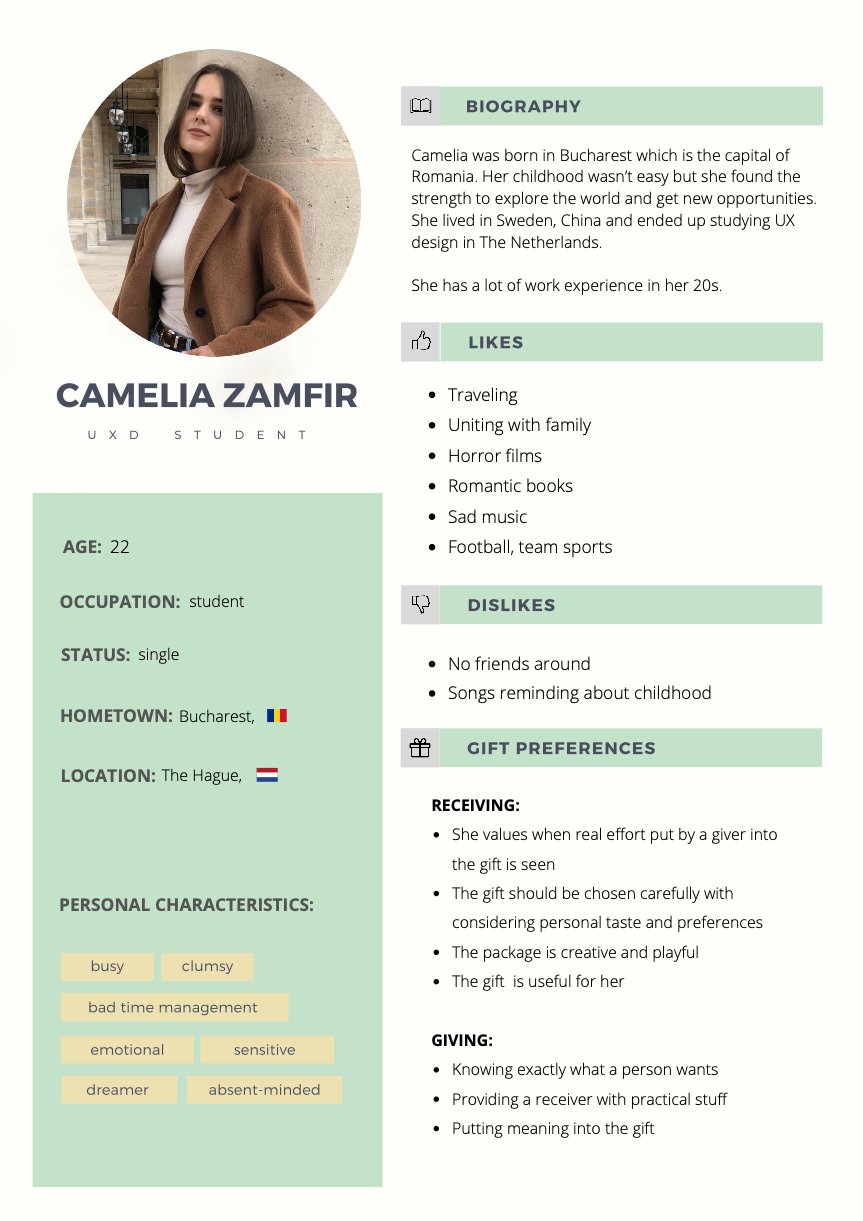 CAMELIA ZAMFIR
UXD STUDENT
AGE: 22
OCCUPATION: student
STATUS: single
HOMETOWN: Bucharest,
LOCATION: The Hague,
PERSONAL CHARACTERISTICS:
busy clumsy
bad time management
emotional sensitive
dreamer absent-minded
BIOGRAPHY
Camelia was born in Bucharest which is the capital of
Romania. Her childhood wasn’t easy but she found the
strength to explore the world and get new opportunities.
She lived in Sweden, China and ended up studying UX
design in The Netherlands.
She has a lot of work experience in her 20s.
LIKES
• Traveling
• Uniting with family
• Horror films
• Romantic books
• Sad music
• Football, team sports
DISLIKES
• No friends around
• Songs reminding about childhood
GIFT PREFERENCES
RECEIVING:
• She values when real effort put by a giver into
the gift is seen
• The gift should be chosen carefully with
considering personal taste and preferences
• The package is creative and playful
• The gift is useful for her
GIVING:
• Knowing exactly what a person wants
• Providing a receiver with practical stuff
• Putting meaning into the gift